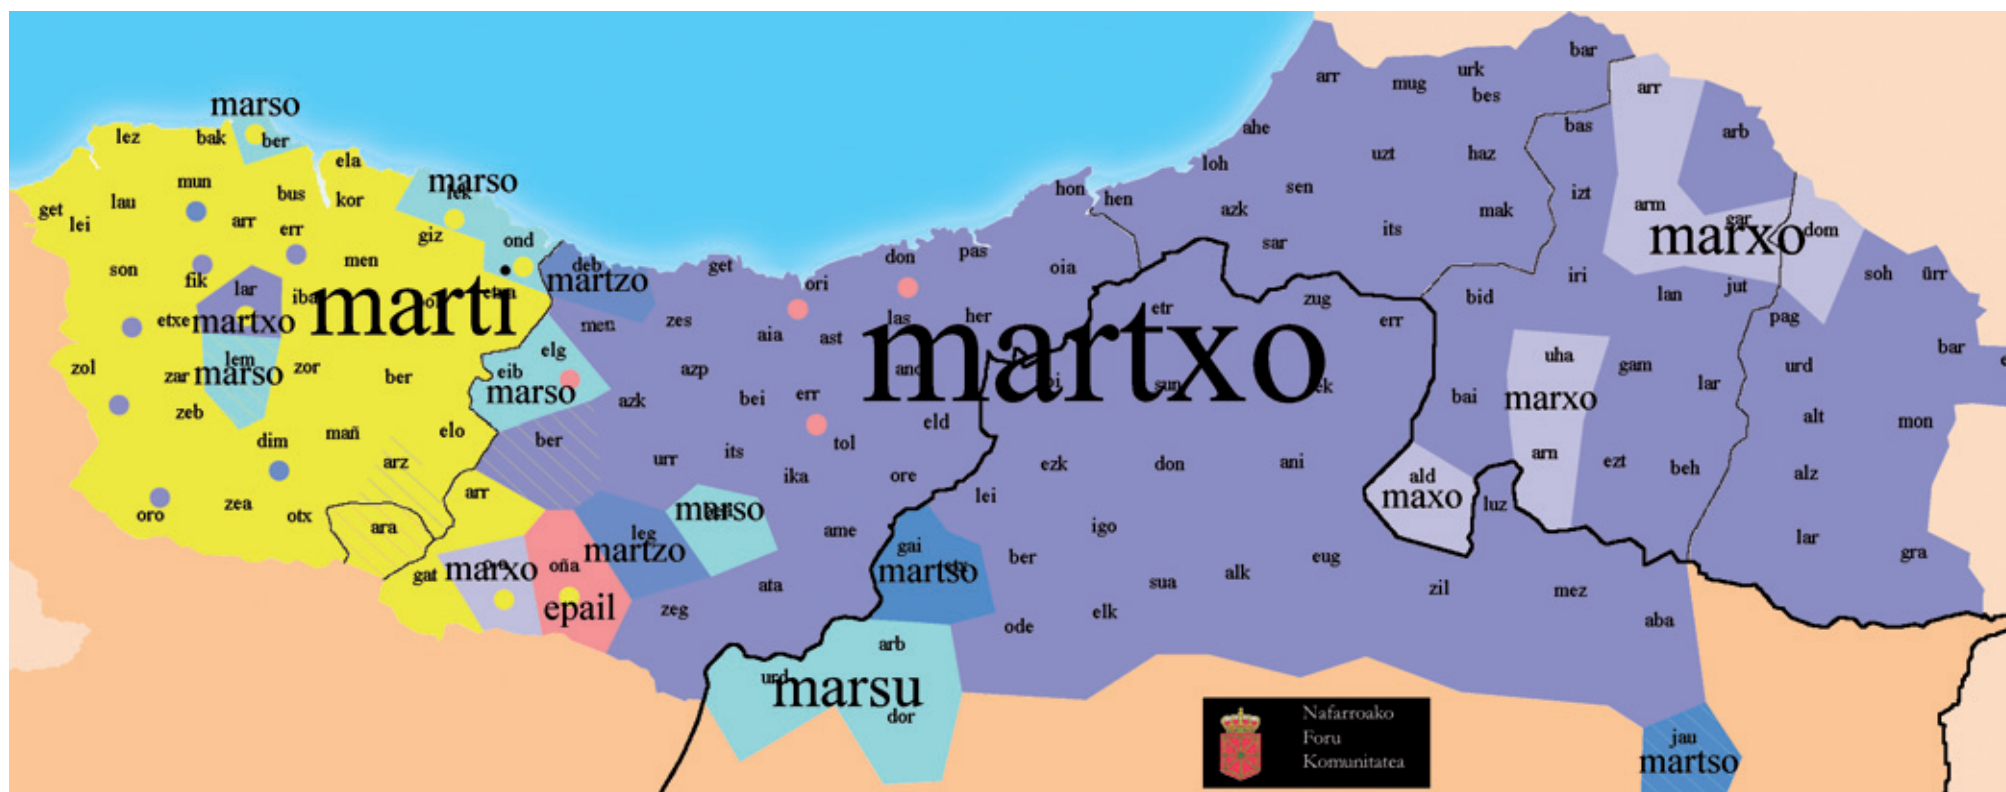 bar
urk
arr
mug
arr
bes
marso
lez
bak
ber
ahe
bas
arb
ela
uzt
haz
loh
mun
marso
bus
kor
hon
hen
sen
izt
lau
get
lei
arr
err
azk
mak
arm
gar
marxo
dom
giz
ond
its
sar
men
don
pas
son
fik
deb
get
oia
martzo
iri
soh
ürr
lar
iba
ori
bid
lan
jut
etxe
martxo
marti
zug
etr
men
zes
las
her
err
pag
aia
ast
martxo
elg
bar
lem
uha
zol
zar
marso
zor
ber
eib
azp
gam
urd
lar
marso
sun
azk
bei
err
bai
marxo
zeb
alt
eld
mon
dim
mañ
elo
ber
tol
its
arn
arz
urr
ezk
don
ani
ezt
beh
alz
ika
ore
ald
arr
lei
maxo
luz
zea
marso
oro
otx
ara
leg
ame
igo
lar
gai
martzo
gra
ber
eug
gat
marxo
oña
martso
alk
sua
ata
zil
mez
epail
zeg
elk
ode
aba
arb
urd
marsu
dor
Nafarroako
Foru
Komunitatea
jau
martso